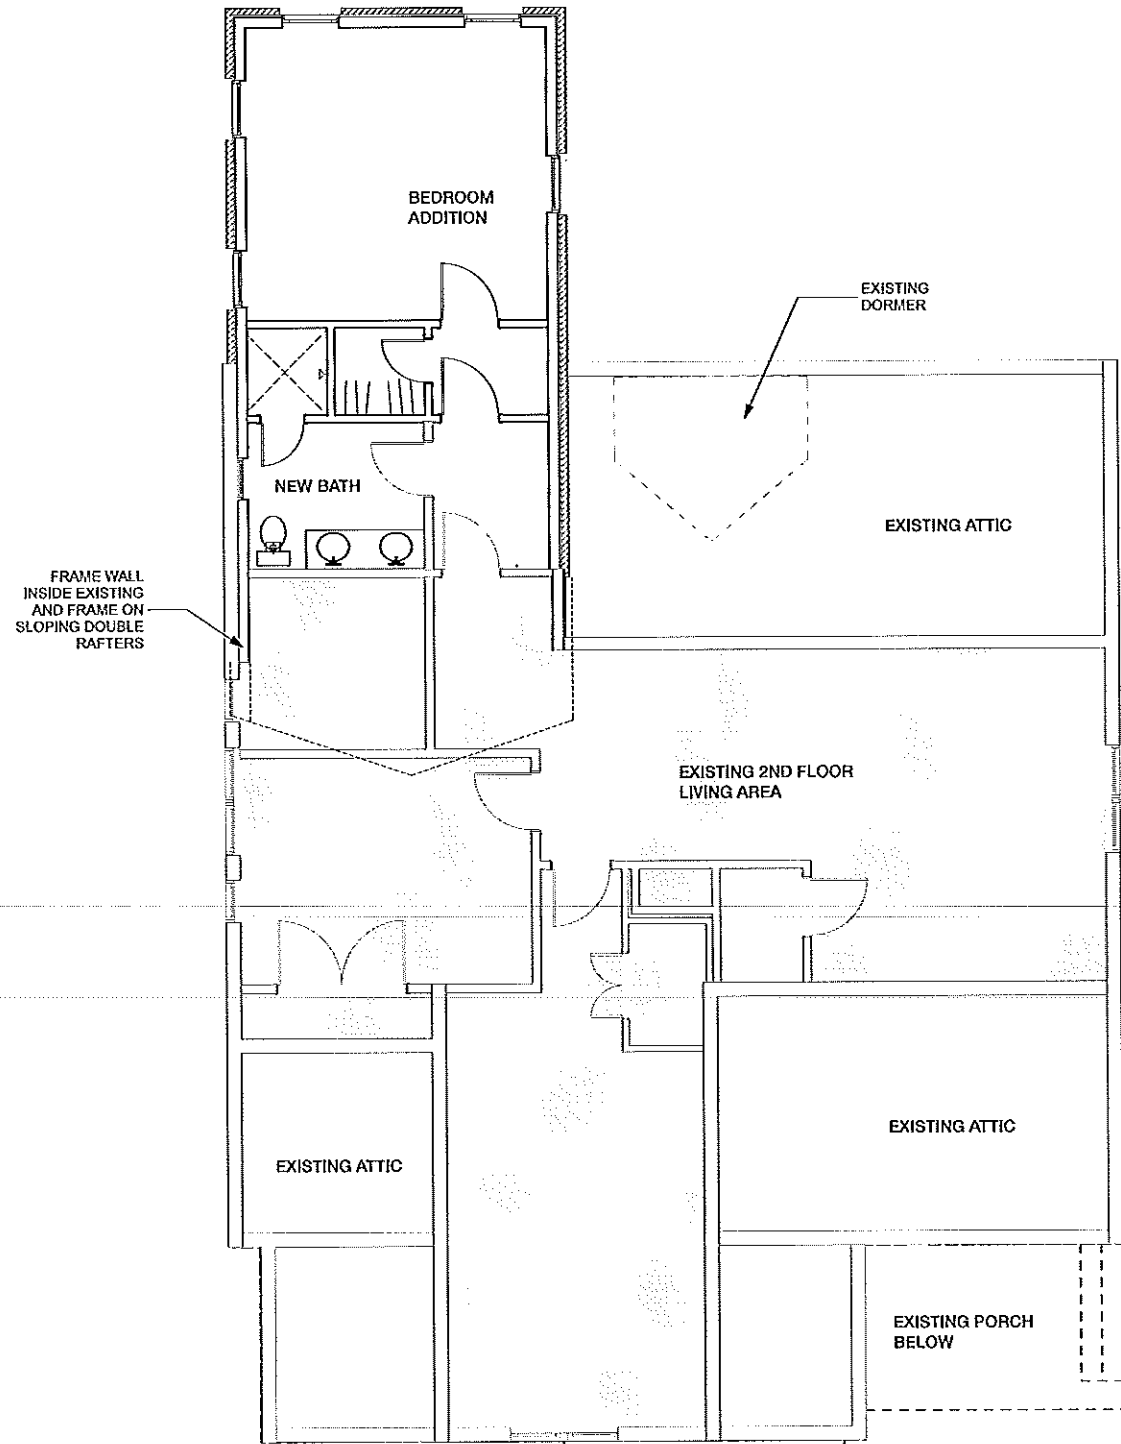 BEDROOM
ADDITION
EXISTING
DORMER
NEW BATH
EXISTING ATTIC
FRAME WALL
INSIDE EXISTING
AND FRAME ON
SLOPING DOUBLE
RAFTERS
EXISTING 2ND FLOOR
LIVING AREA
EXISTING ATTIC
EXISTING ATTIC
EXISTING PORCH
BELOW